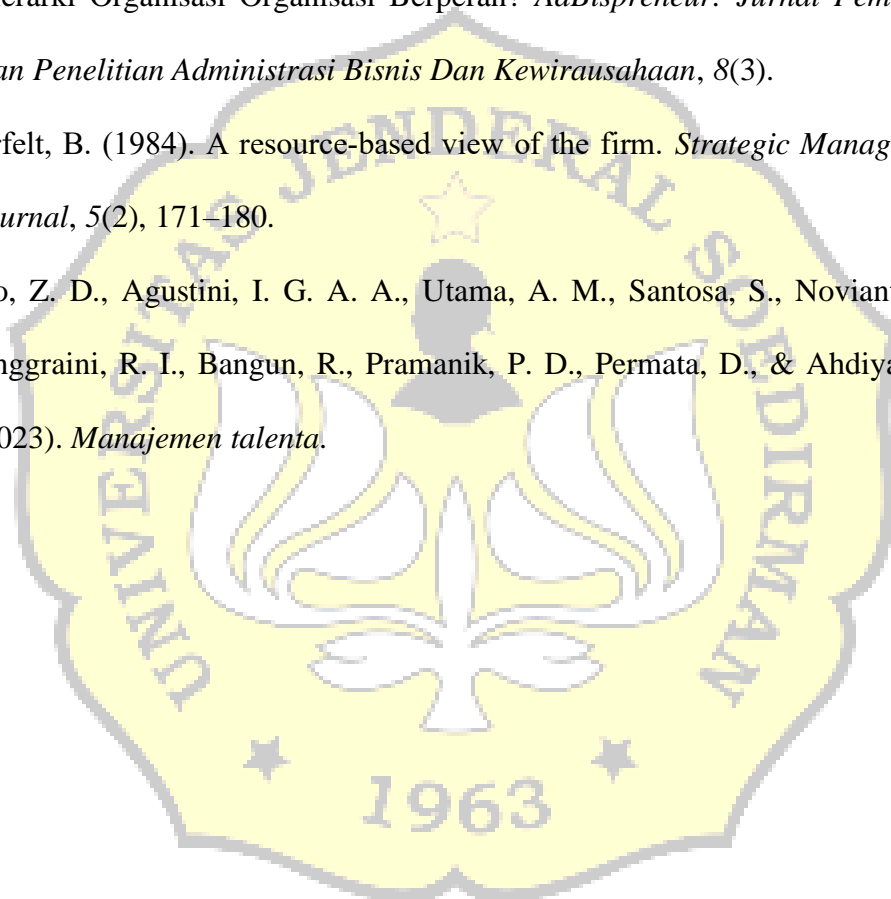 erarki Organisasi Organisasi Berperan? AdBispreneur: Jurnal Pem
an Penelitian Administrasi Bisnis Dan Kewirausahaan, 8(3).
rfelt, B. (1984). A resource-based view of the firm. Strategic Manag
urnal, 5(2), 171–180.
o, Z. D., Agustini, I. G. A. A., Utama, A. M., Santosa, S., Novian
nggraini, R. I., Bangun, R., Pramanik, P. D., Permata, D., & Ahdiya
023). Manajemen talenta.
UNIVERSITAS JENDERAL SOEDIRMAN
1963